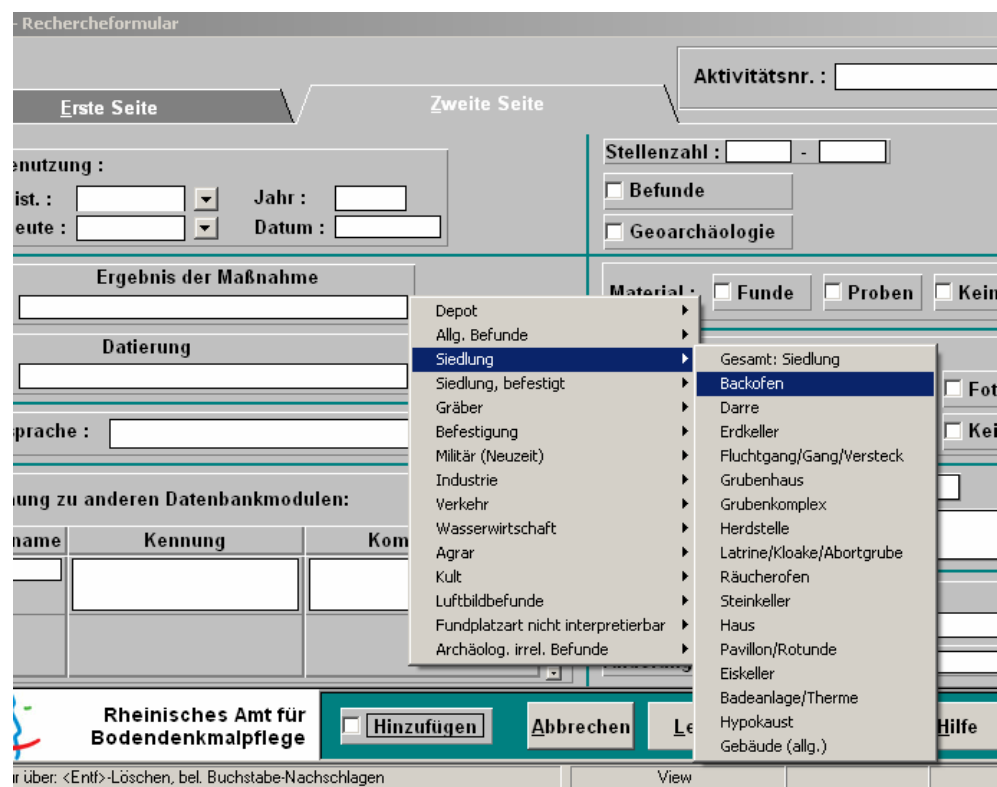 - Rechercheformular
Aktivitätsnr. :
Erste Seite
Zweite Seite
enutzung :
ist. :
Jahr :
eute :
Datum :
Stellenzahl : -
Befunde
Geoarchäologie
Ergebnis der Maßnahme
Material : Funde Proben Kein
Datierung
Fot
prache :
Kei
nung zu anderen Datenbankmodulen:
name Kennung Kom
Depot
Allg. Befunde
Siedlung
Siedlung, befestigt
Gräber
Befestigung
Militär (Neuzeit)
Industrie
Verkehr
Wasserwirtschaft
Agrar
Kult
Luftbildbefunde
Fundplatzart nicht interpretierbar
Archäolog. irrel. Befunde
Gesamt: Siedlung
Backofen
Darre
Erdkeller
Fluchtgang/Gang/Versteck
Grubenhaus
Grubenkomplex
Herdstelle
Latrine/Kloake/Abortgrube
Räucherofen
Steinkeller
Haus
Pavillon/Rotunde
Eiskeller
Badeanlage/Therme
Hypokaust
Gebäude (allg.)
Rheinisches Amt für
Bodendenkmalpflege
Hinzufügen
Abbrechen
Le
Hilfe
r über: <Entf>-Löschen, bel. Buchstabe-Nachschlagen
View